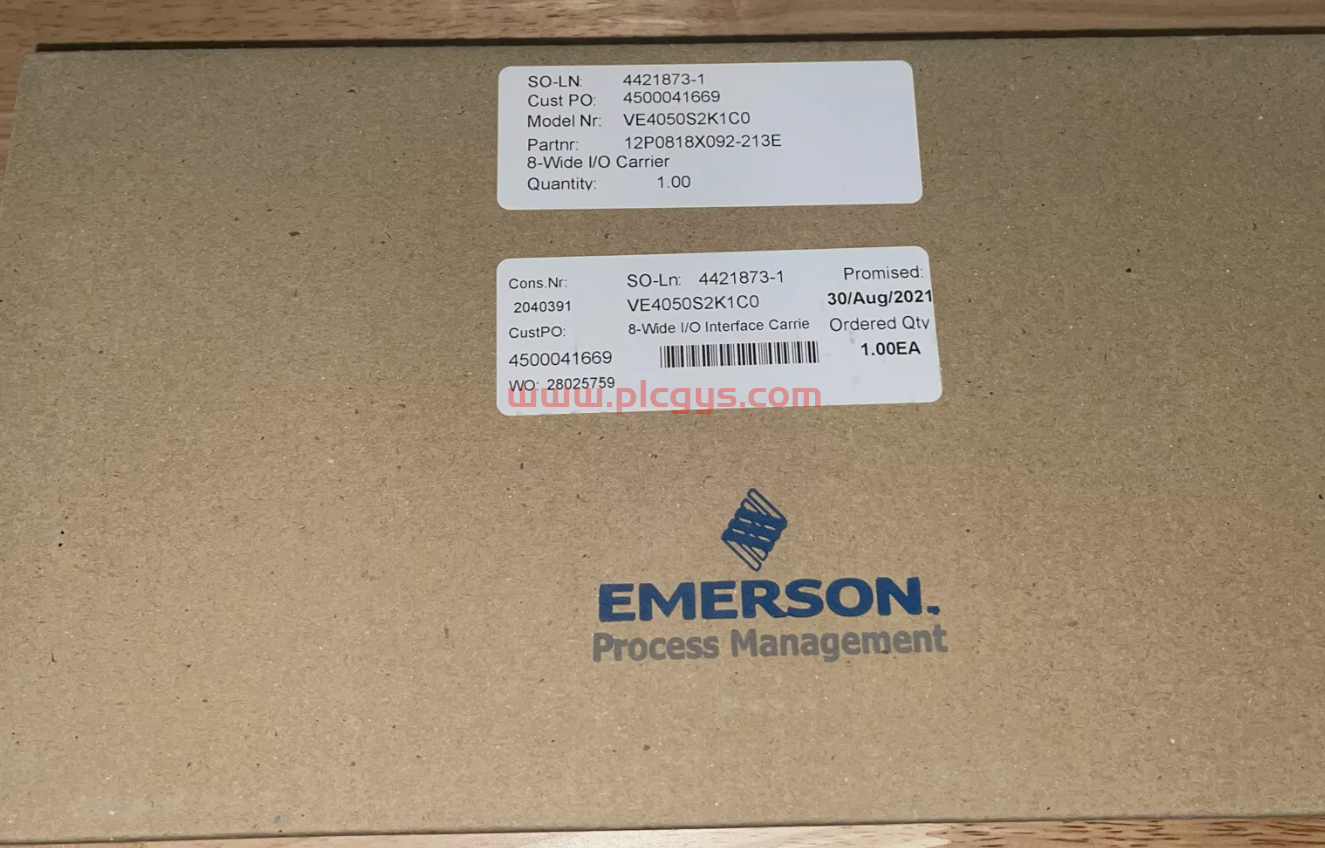 SO-LN: 4421873-1
Cust PO: 4500041669
Model Nr: VE4050S2K1C0
Partnr: 12P0818X092-213E
8-Wide I/O Carrier
Quantity: 1.00
Cons.Nr: SO-Ln: 4421873-1 Promised:
2040391 VE4050S2K1C0 30/Aug/2021
CustPO: 8-Wide I/O Interface Carrie Ordered Qty
4500041669 1.00EA
WO: 28025759
www.plcgys.com
EMERSON.
Process Management